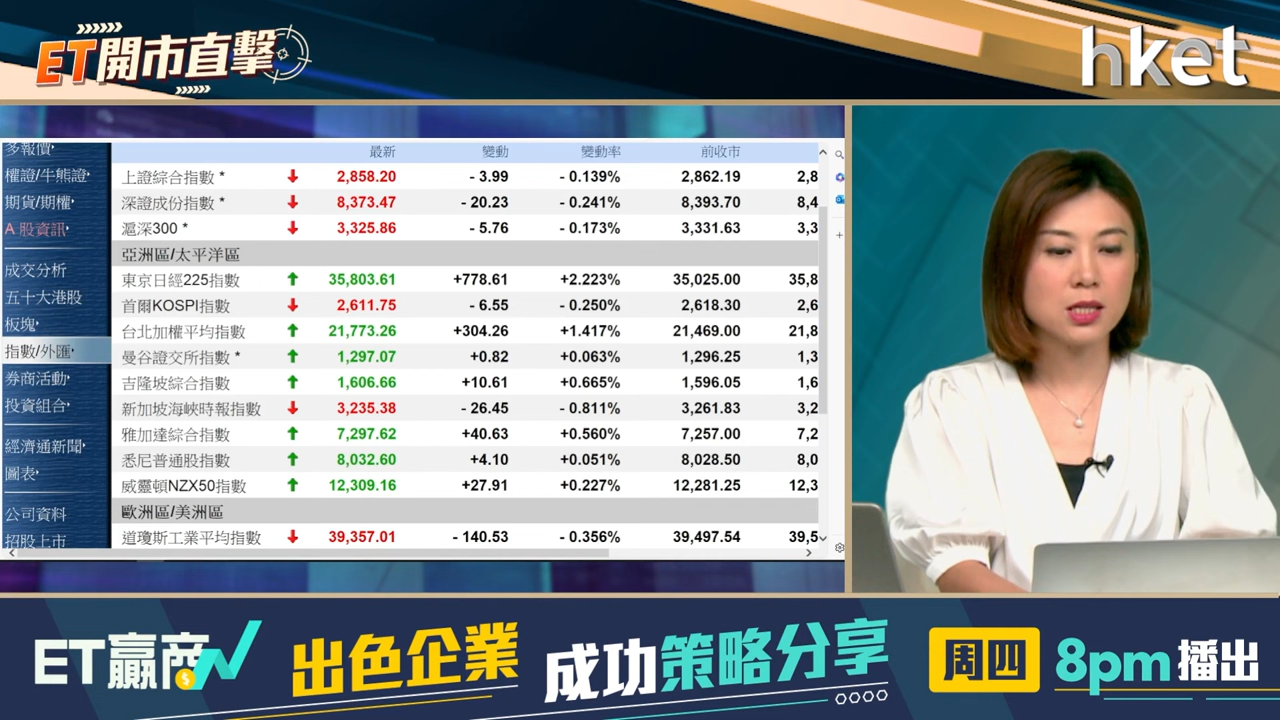 ET開市直擊
hket
多報價
權證/牛熊證
期貨/期權
A 股資訊
成交分析
五十大港股
板塊
指數/外匯
券商活動
投資組合
經濟通新聞
圖表
公司資料
招股上市
最新 變動 變動率 前收市
上證綜合指數 * 2,858.20 - 3.99 - 0.139% 2,862.19 2,8
深證成份指數 * 8,373.47 - 20.23 - 0.241% 8,393.70 8,4
滬深300 * 3,325.86 - 5.76 - 0.173% 3,331.63 3,3
亞洲區/太平洋區
東京日經225指數 35,803.61 +778.61 +2.223% 35,025.00 35,8
首爾KOSPI指數 2,611.75 - 6.55 - 0.250% 2,618.30 2,6
台北加權平均指數 21,773.26 +304.26 +1.417% 21,469.00 21,8
曼谷證交所指數 * 1,297.07 +0.82 +0.063% 1,296.25 1,3
吉隆坡綜合指數 1,606.66 +10.61 +0.665% 1,596.05 1,6
新加坡海峽時報指數 3,235.38 - 26.45 - 0.811% 3,261.83 3,2
雅加達綜合指數 7,297.62 +40.63 +0.560% 7,257.00 7,2
悉尼普通股指數 8,032.60 +4.10 +0.051% 8,028.50 8,0
威靈頓NZX50指數 12,309.16 +27.91 +0.227% 12,281.25 12,3
歐洲區/美洲區
道瓊斯工業平均指數 39,357.01 - 140.53 - 0.356% 39,497.54 39,5
ET贏商
出色企業 成功策略分享
周四 8pm 播出